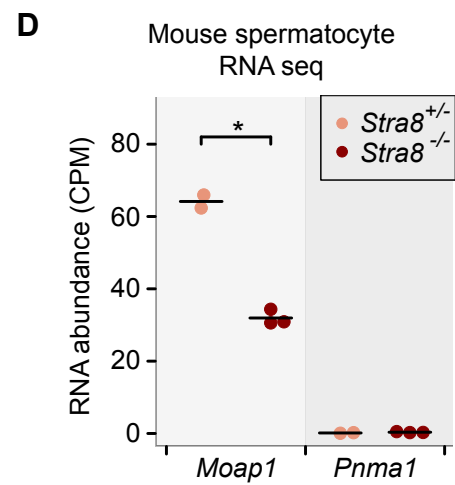 D
Mouse spermatocyte
RNA seq
Stra8+/-
Stra8-/-
*
RNA abundance (CPM)
80
60
40
20
0
Moap1
Pnma1